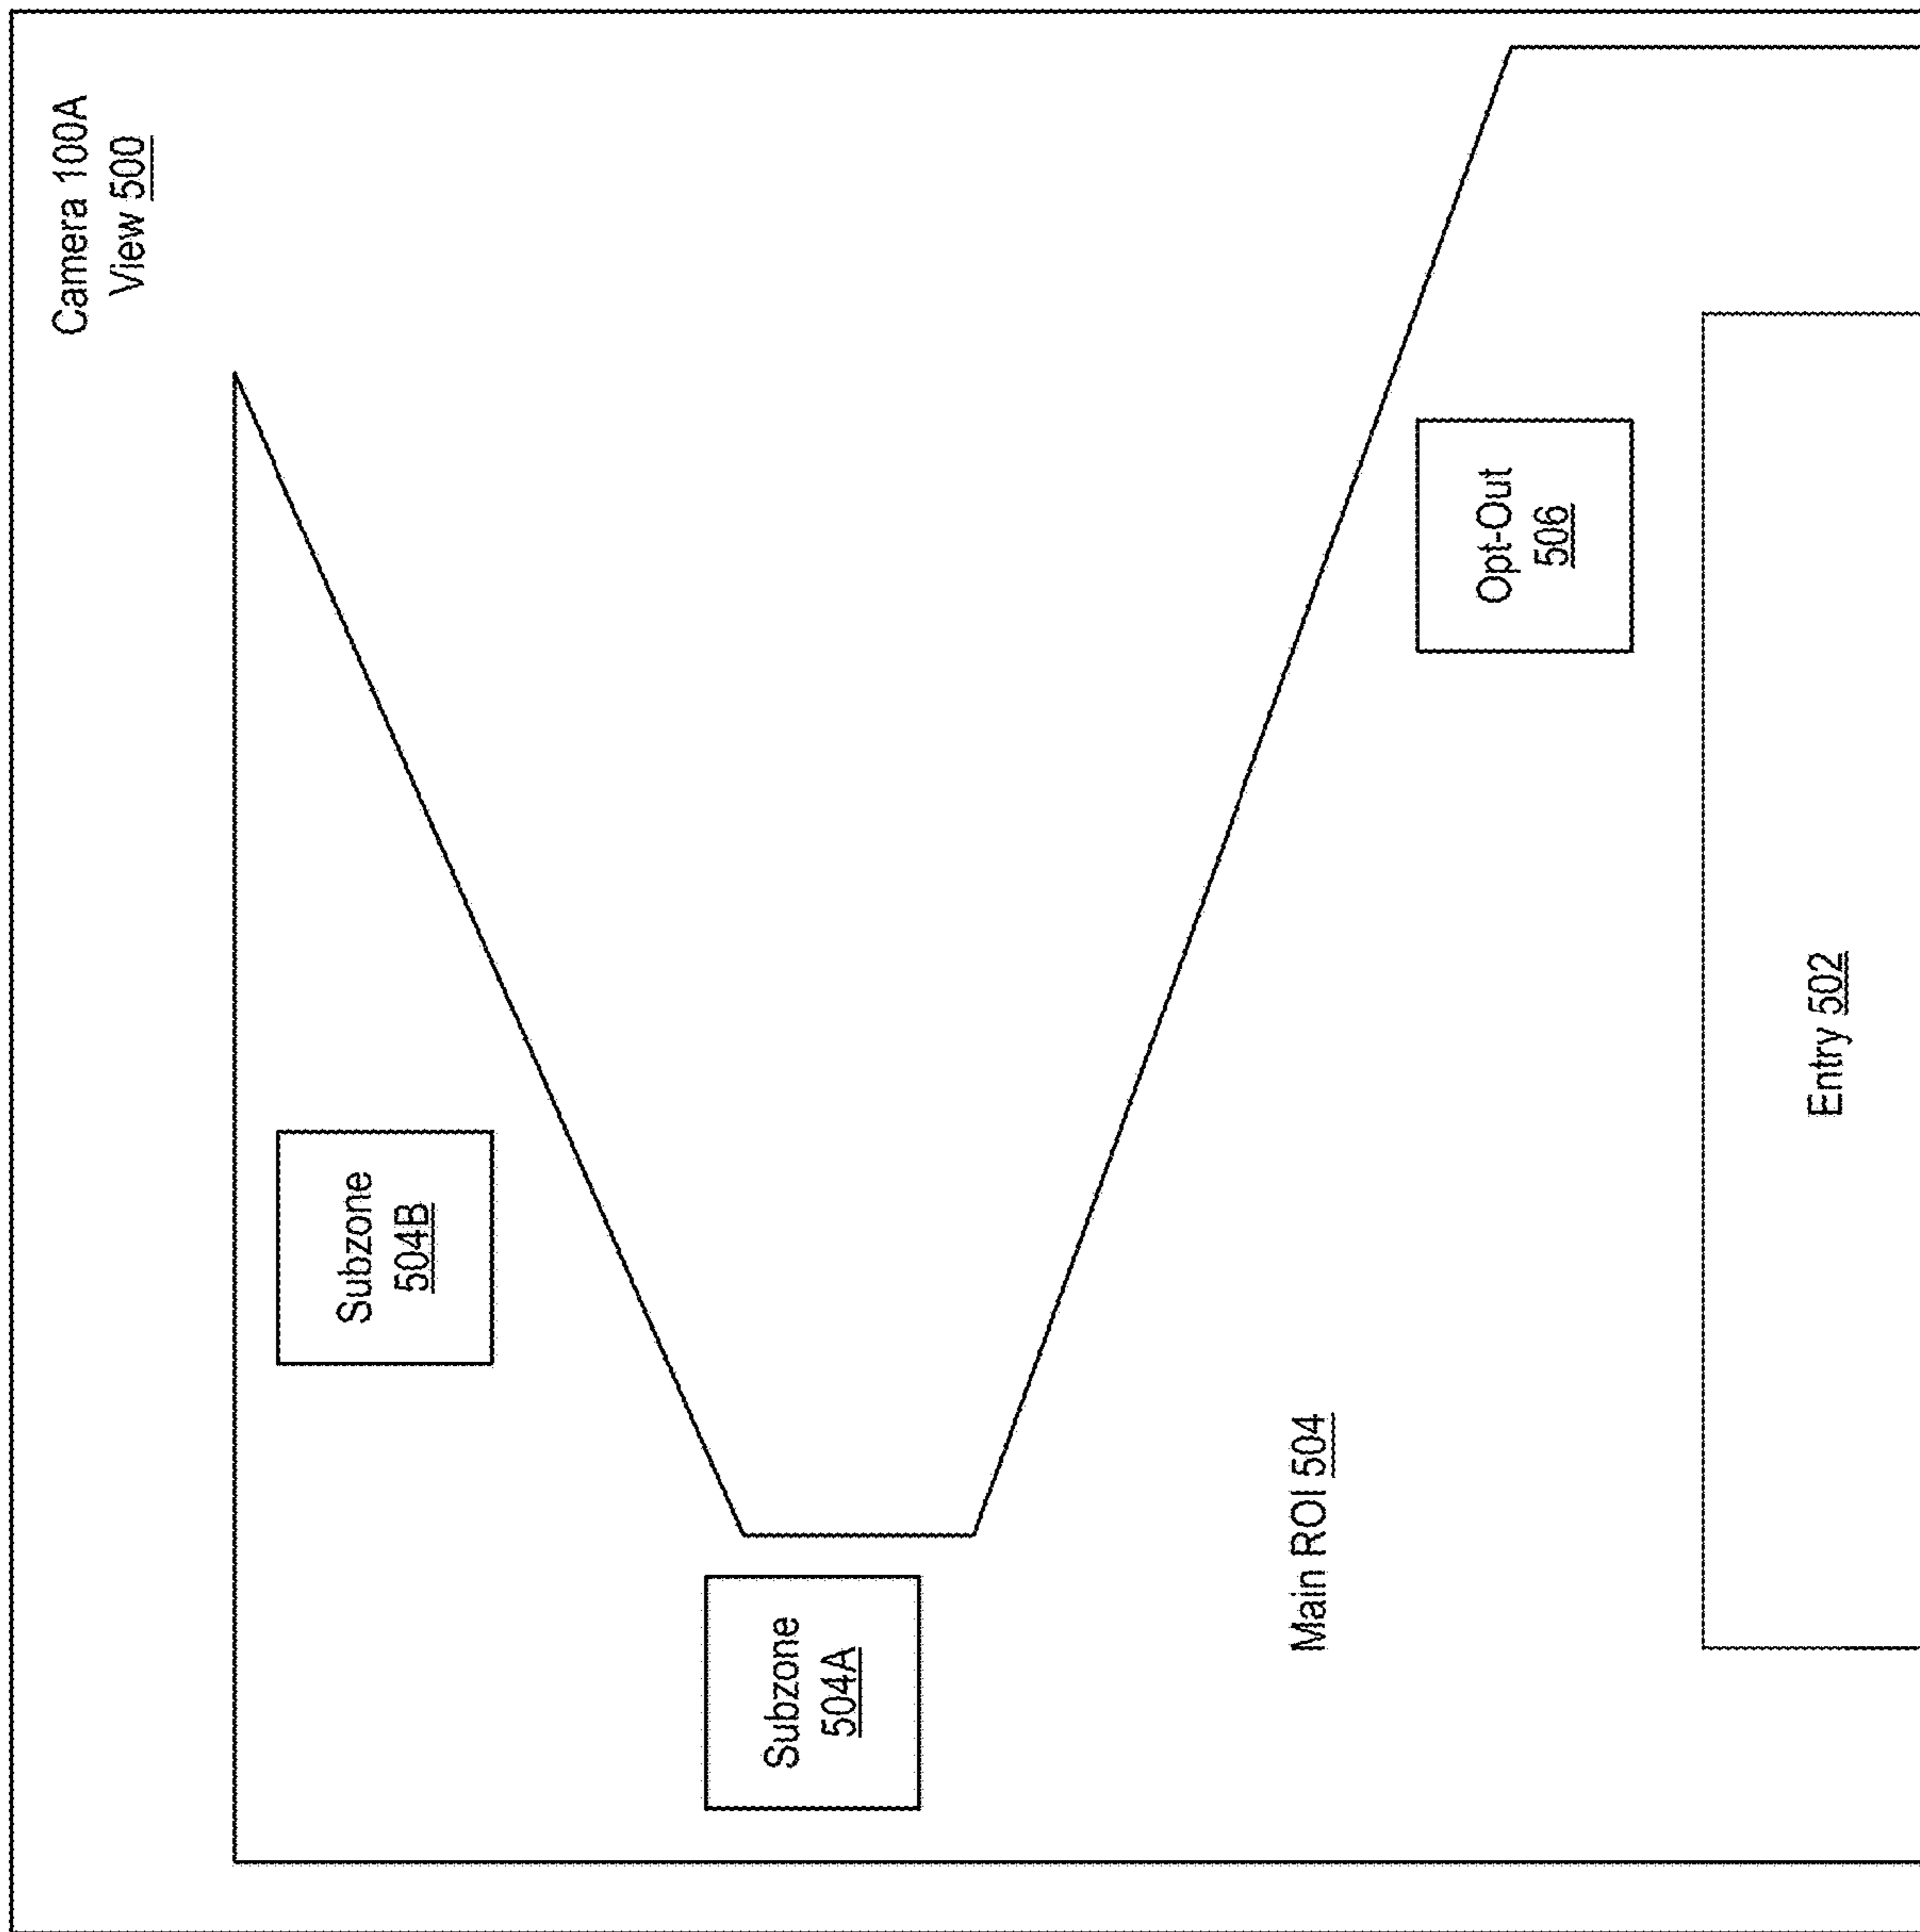 Camera 100A
View 500
Subzone
504B
Subzone
504A
Opt-Out
506
Main ROI 504
Entry 502